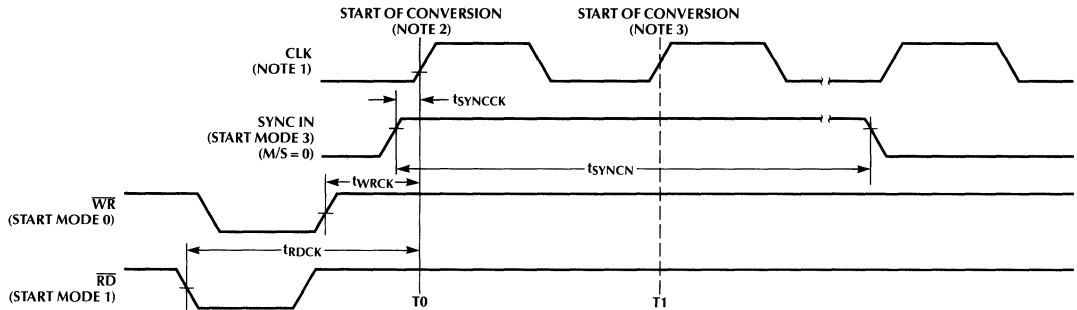 START OF CONVERSION
(NOTE 2)
START OF CONVERSION
(NOTE 3)
CLK
(NOTE 1)
tSYNCCK
SYNC IN
(START MODE 3)
(M/S = 0)
tSYNCN
tWRCK
WR
(START MODE 0)
tRDCK
RD
(START MODE 1)
T0
T1